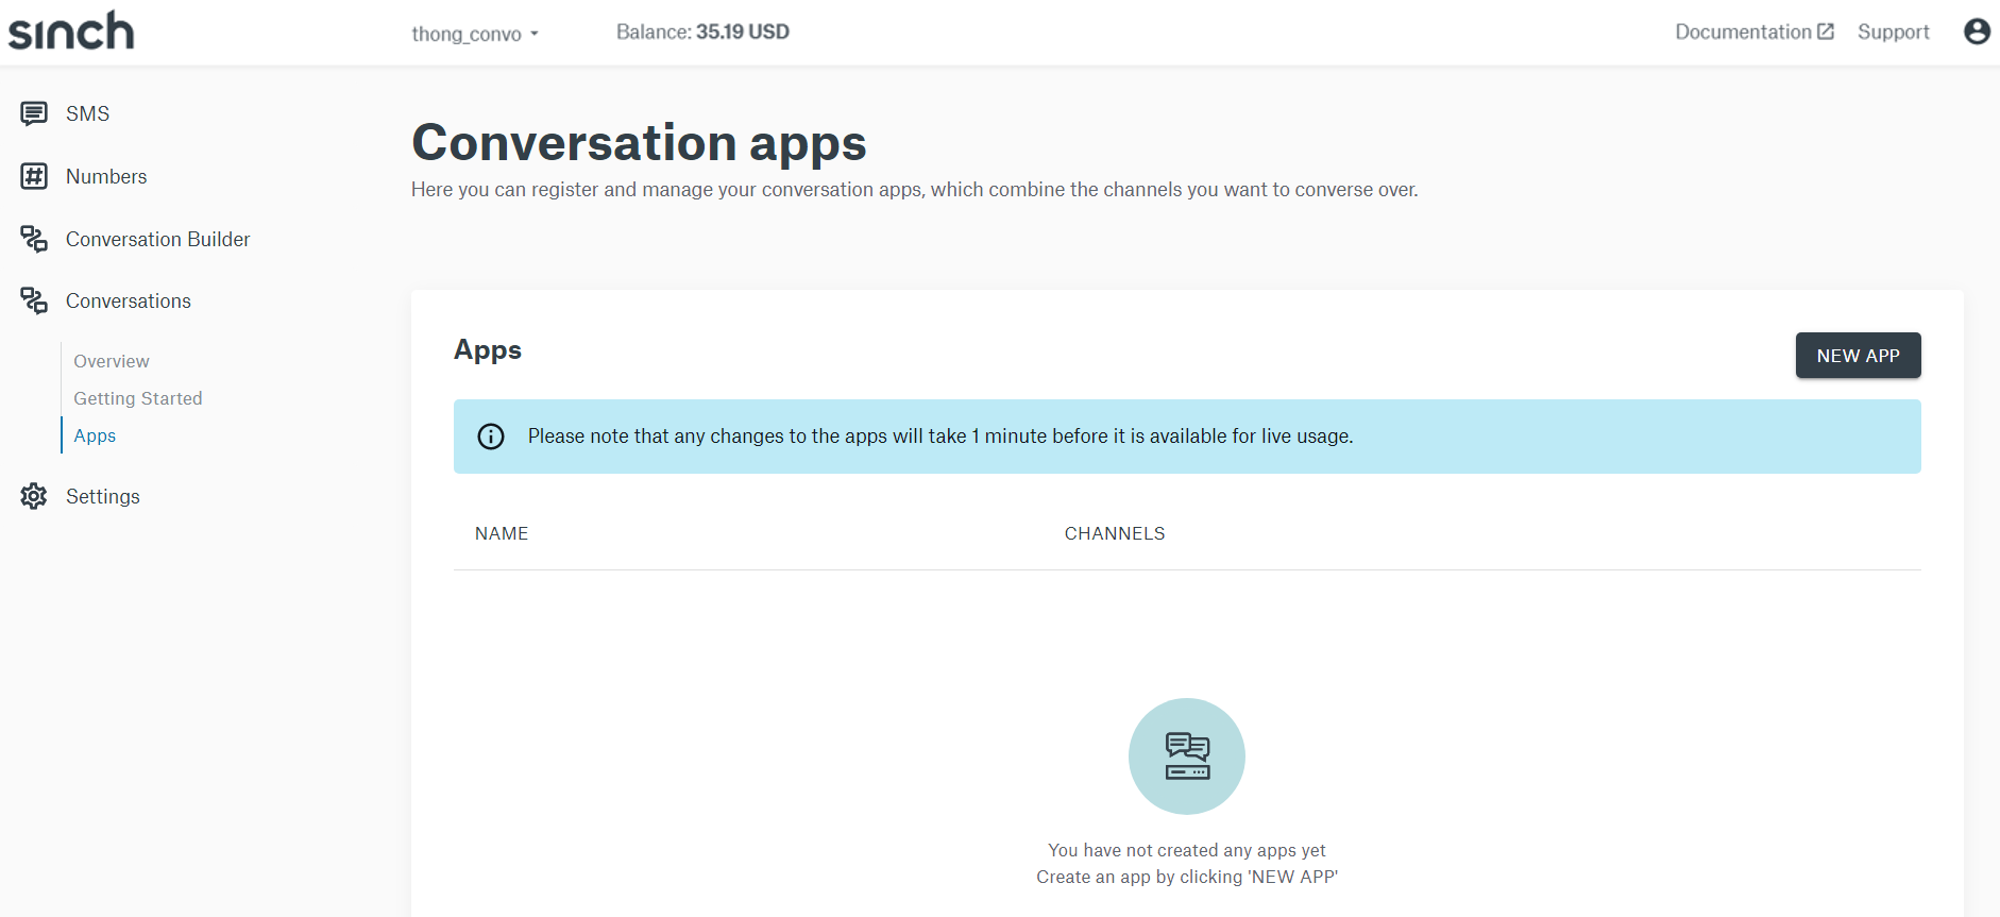 sinch
thong_convo
Balance: 35.19 USD
Documentation
Support
SMS
Numbers
Conversation Builder
Conversations
Overview
Getting Started
Apps
Settings
Conversation apps
Here you can register and manage your conversation apps, which combine the channels you want to converse over.
Apps
NEW APP
Please note that any changes to the apps will take 1 minute before it is available for live usage.
NAME
CHANNELS
You have not created any apps yet
Create an app by clicking 'NEW APP'